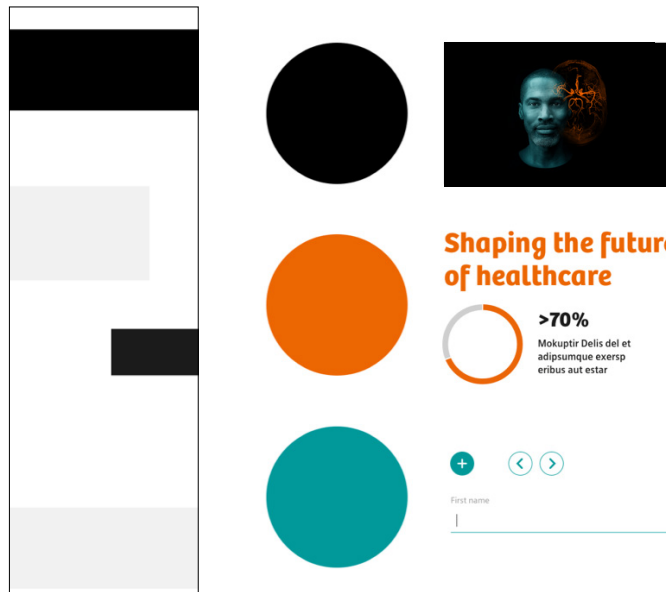 Shaping the future
of healthcare
>70%
Mokuptir Delis del et
adipsumque exersp
eribus aut estar
First name